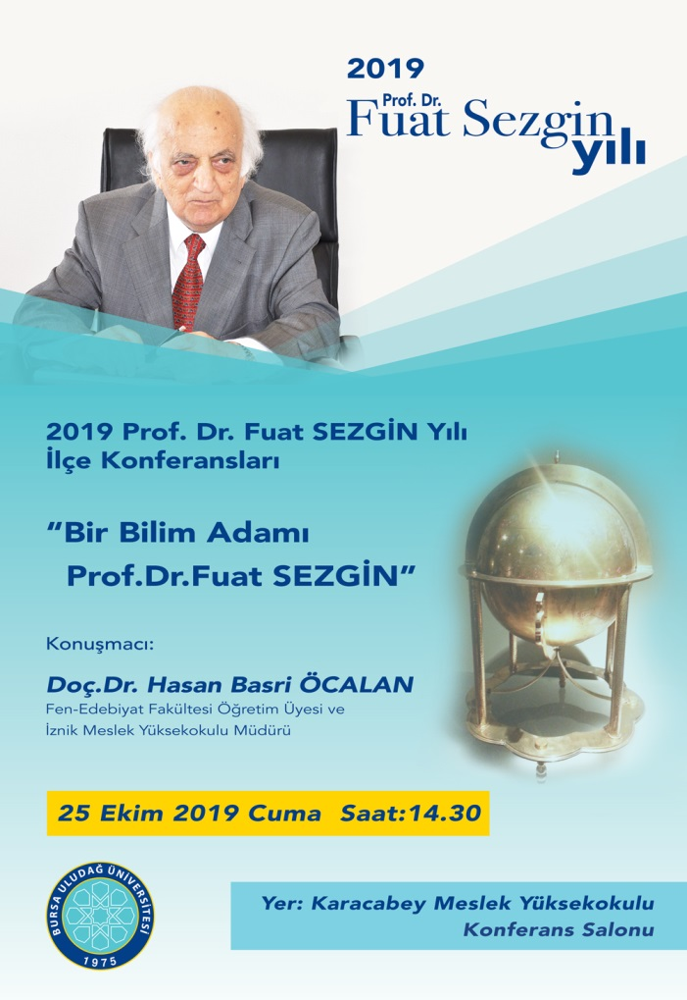 2019
Prof. Dr.
Fuat Sezgin
yılı
2019 Prof. Dr. Fuat SEZGİN Yılı
İlçe Konferansları
“Bir Bilim Adamı
Prof.Dr.Fuat SEZGİN”
Konuşmacı:
Doç.Dr. Hasan Basri ÖCALAN
Fen-Edebiyat Fakültesi Öğretim Üyesi ve
İznik Meslek Yüksekokulu Müdürü
25 Ekim 2019 Cuma Saat:14.30
BURSA ULUDAĞ ÜNİVERSİTESİ
1975
Yer: Karacabey Meslek Yüksekokulu
Konferans Salonu